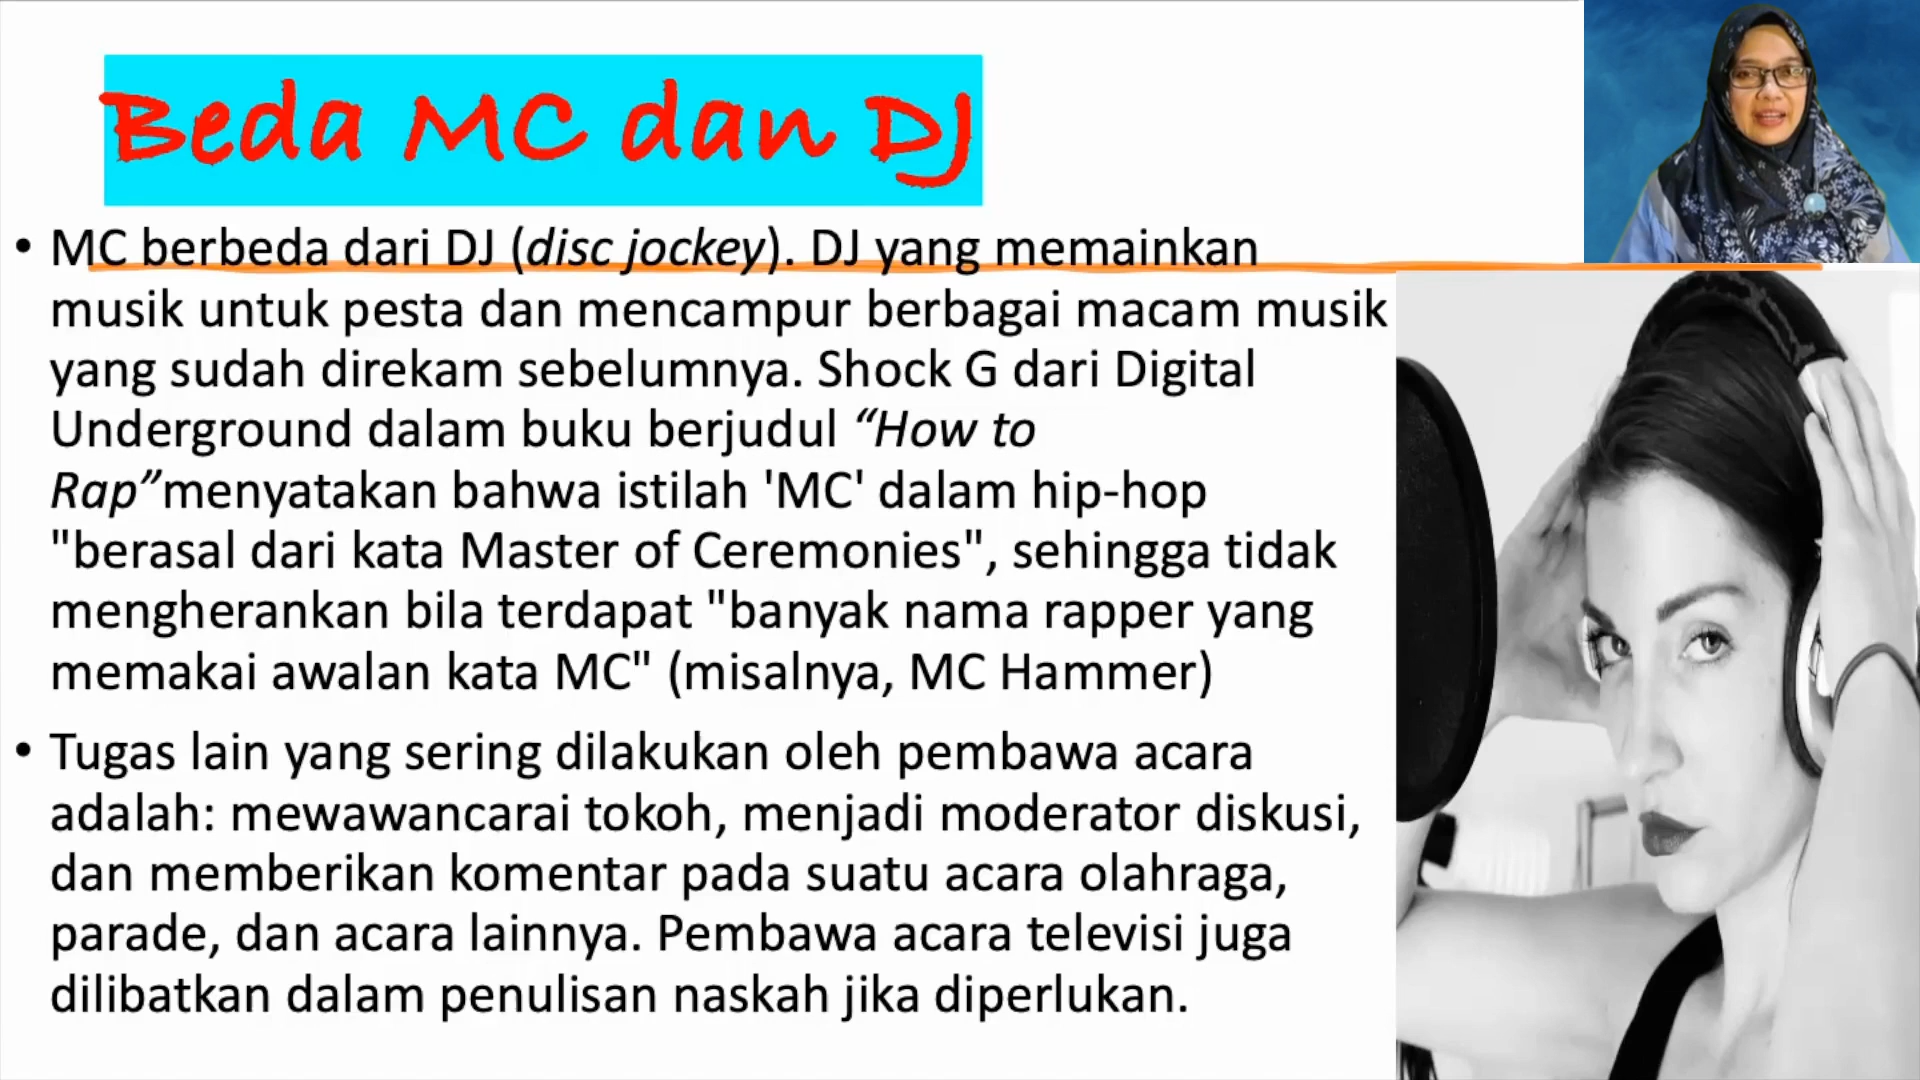 Beda MC dan DJ
• MC berbeda dari DJ (disc jockey). DJ yang memainkan
musik untuk pesta dan mencampur berbagai macam musik
yang sudah direkam sebelumnya. Shock G dari Digital
Underground dalam buku berjudul “How to
Rap”menyatakan bahwa istilah 'MC' dalam hip-hop
"berasal dari kata Master of Ceremonies", sehingga tidak
mengherankan bila terdapat "banyak nama rapper yang
memakai awalan kata MC" (misalnya, MC Hammer)
• Tugas lain yang sering dilakukan oleh pembawa acara
adalah: mewawancarai tokoh, menjadi moderator diskusi,
dan memberikan komentar pada suatu acara olahraga,
parade, dan acara lainnya. Pembawa acara televisi juga
dilibatkan dalam penulisan naskah jika diperlukan.